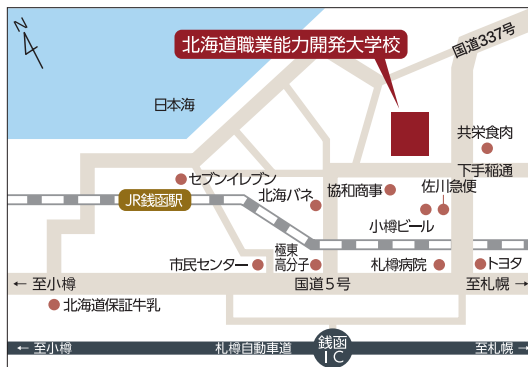 N
北海道職業能力開発大学校
国道337号
日本海
共栄食肉
下手稲通
セブンイレブン
協和商事
佐川急便
JR銭函駅
北海バネ
小樽ビール
極東
高分子
市民センター
札樽病院
トヨタ
← 至小樽
国道5号
至札幌 →
北海道保証牛乳
銭函
IC
← 至小樽
札樽自動車道
至札幌 →